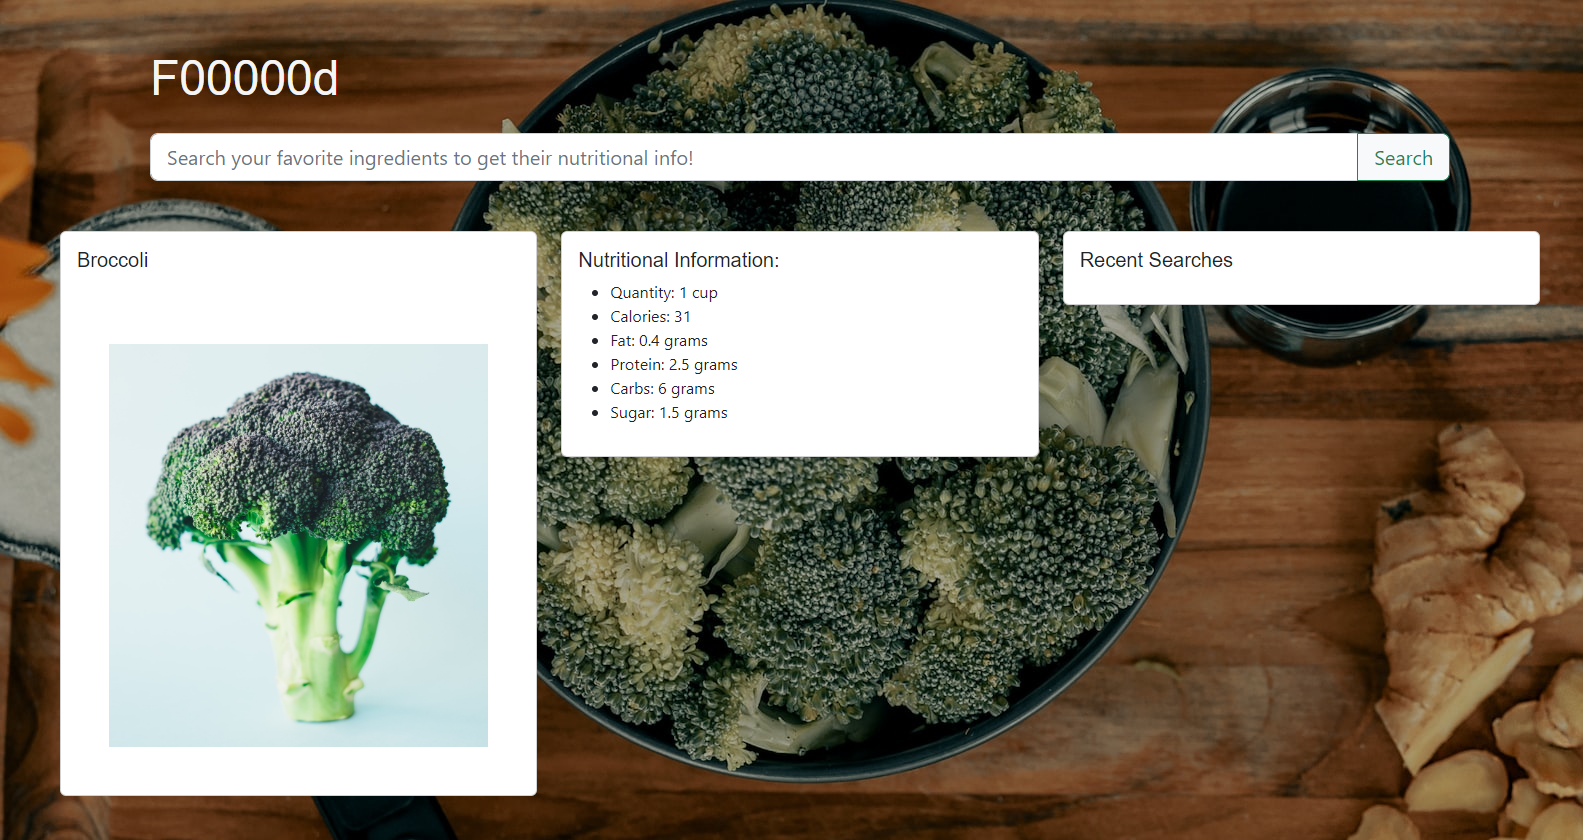 F00000d
Search your favorite ingredients to get their nutritional info!
Search
Broccoli
Nutritional Information:
Quantity: 1 cup
Calories: 31
Fat: 0.4 grams
Protein: 2.5 grams
Carbs: 6 grams
Sugar: 1.5 grams
Recent Searches